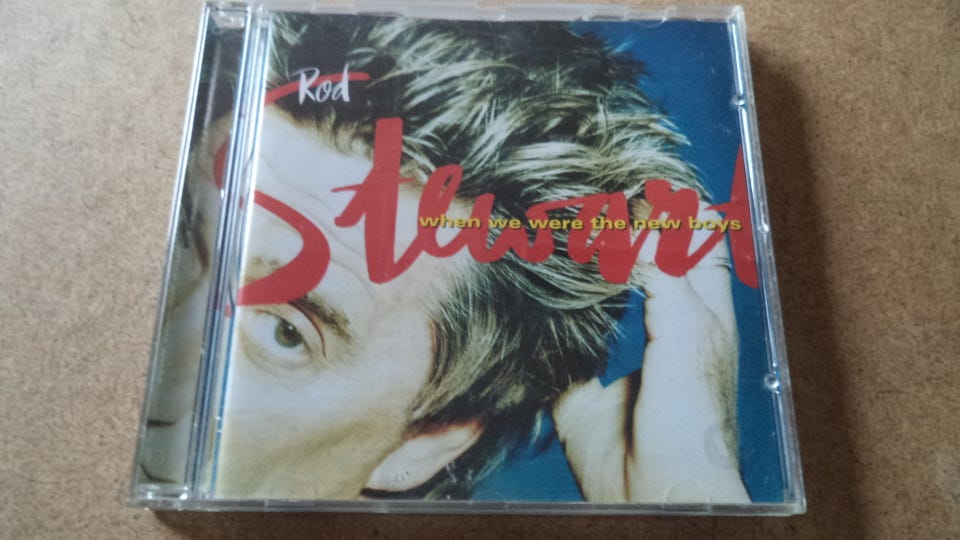 Rod
Stewart
when we were the new boys